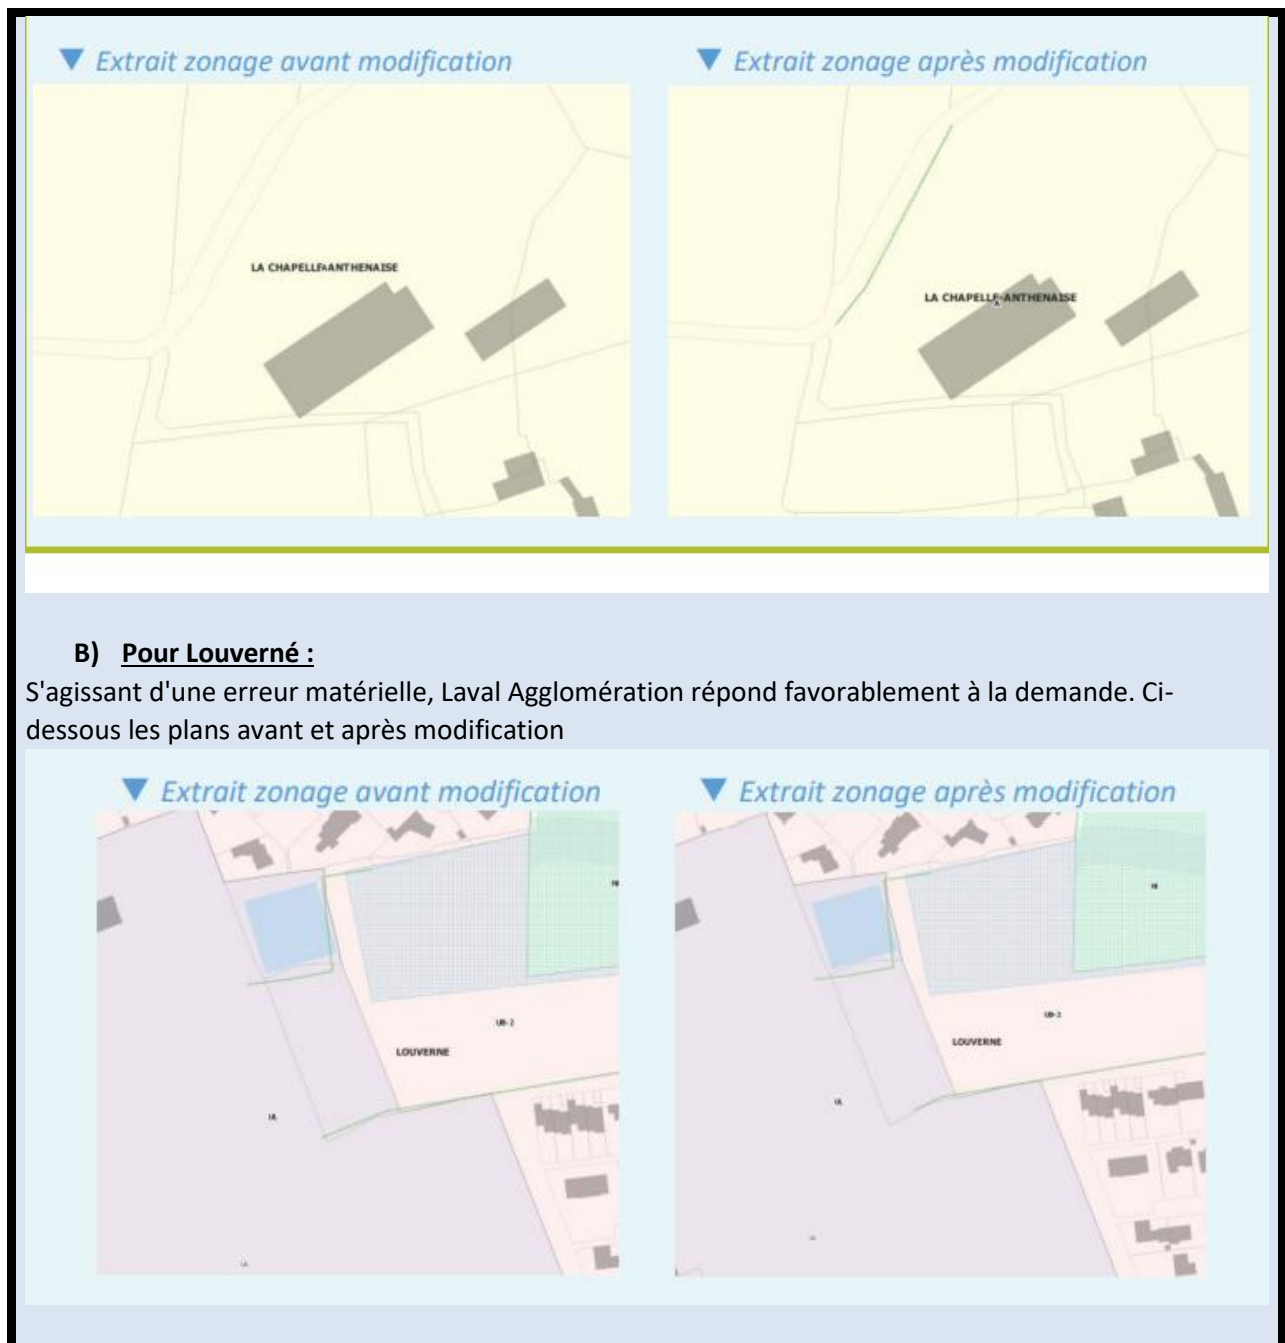 ▼ Extrait zonage avant modification
▼ Extrait zonage après modification
LA CHAPELLE-ANTHENAISE
LA CHAPELLE-ANTHENAISE
A
B) Pour Louverné :
S'agissant d'une erreur matérielle, Laval Agglomération répond favorablement à la demande. Ci-
dessous les plans avant et après modification
▼ Extrait zonage avant modification
▼ Extrait zonage après modification
UB-2
LOUVERNE
UB-2
LOUVERNE